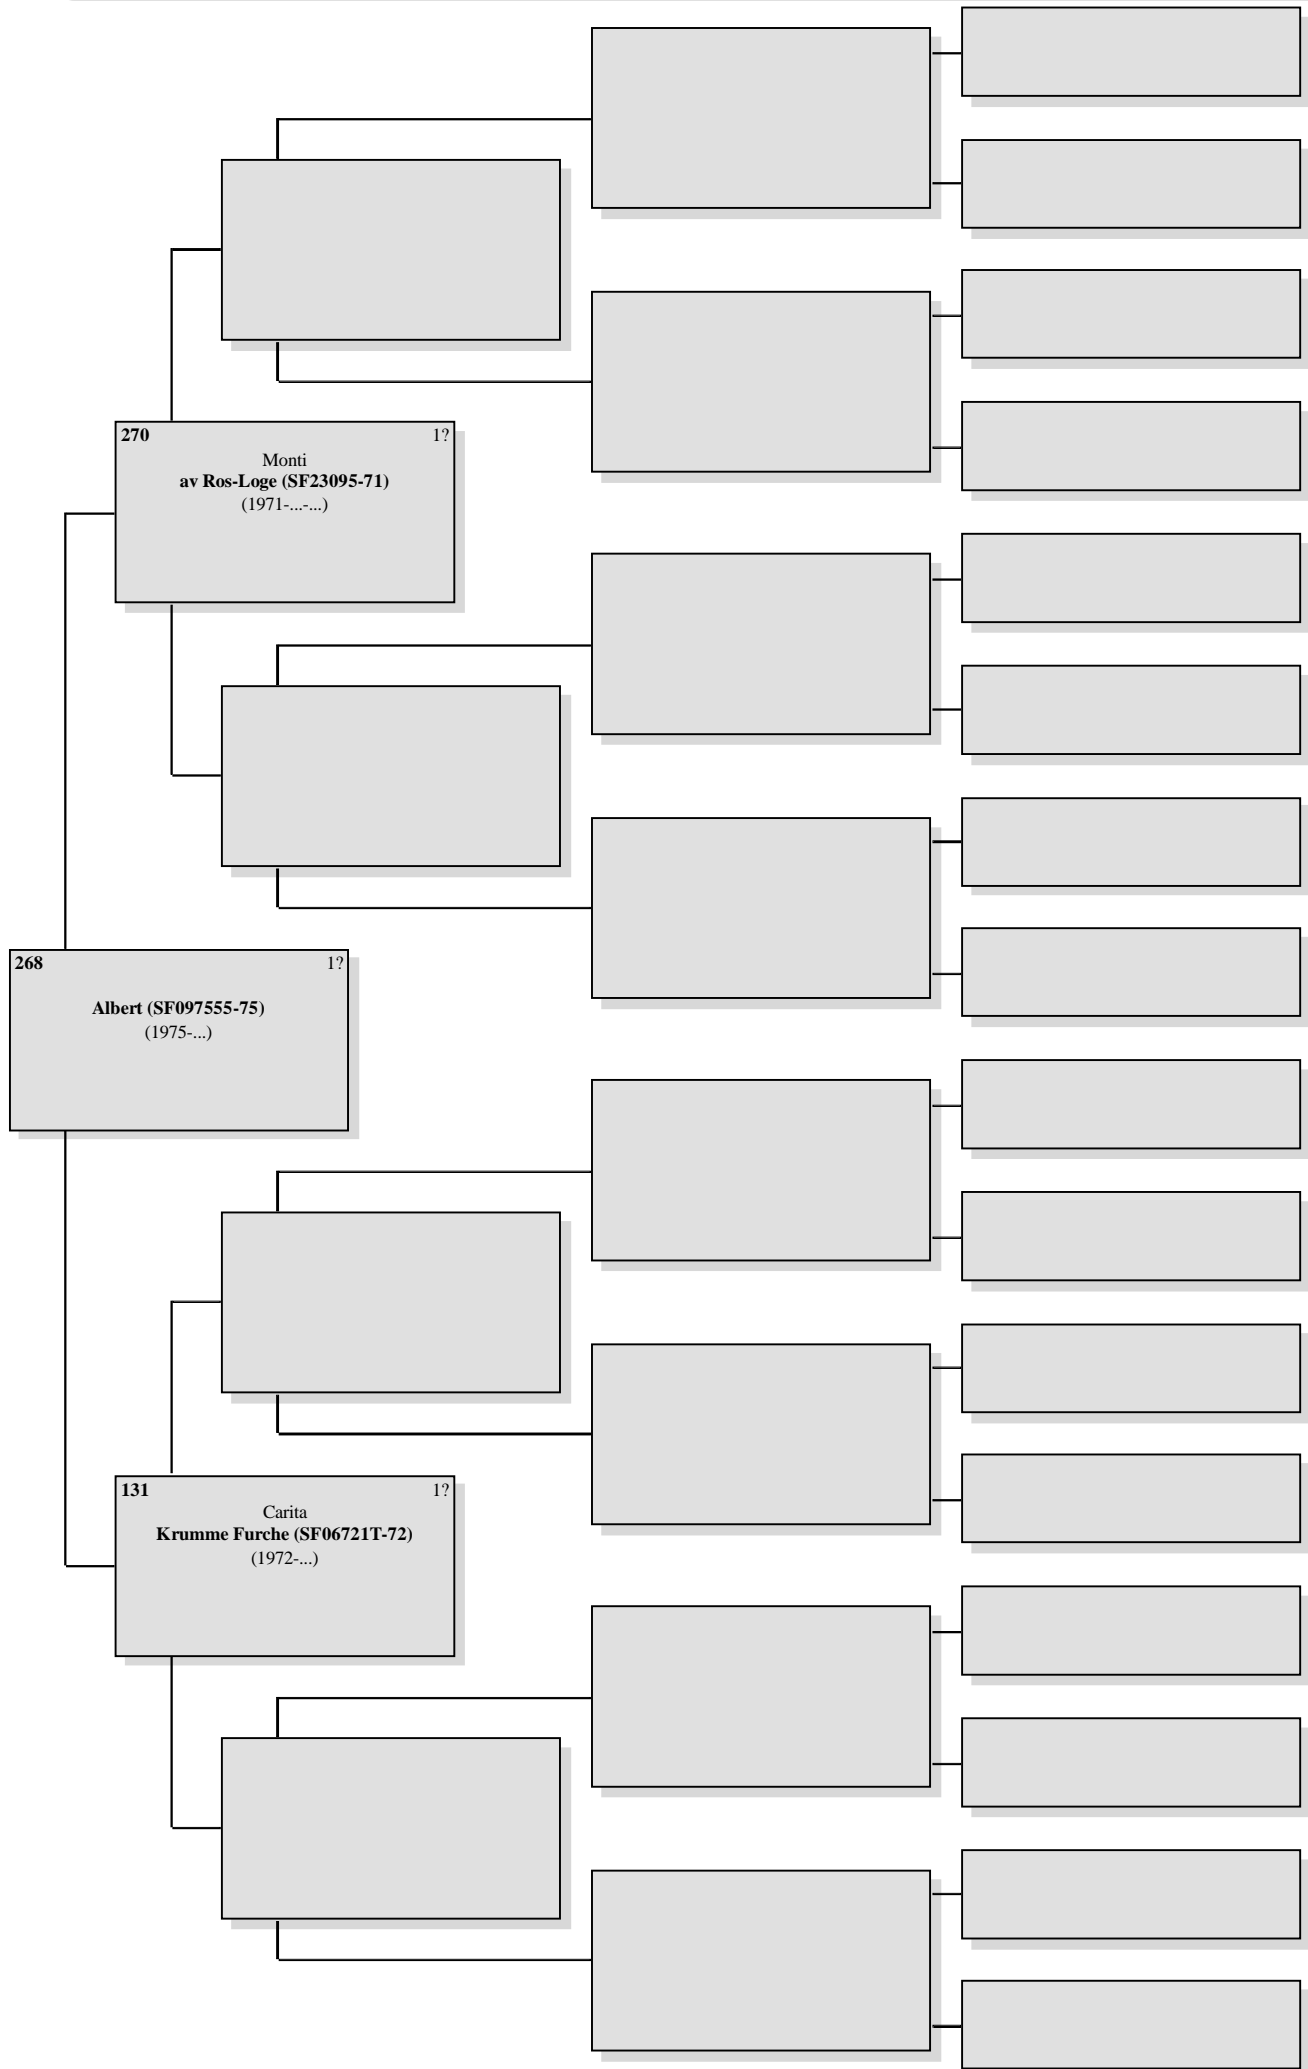 270 1?
Monti
av Ros-Loge (SF23095-71)
(1971-...-...)
268 1?
Albert (SF097555-75)
(1975-...)
131 1?
Carita
Krumme Furche (SF06721T-72)
(1972-...)